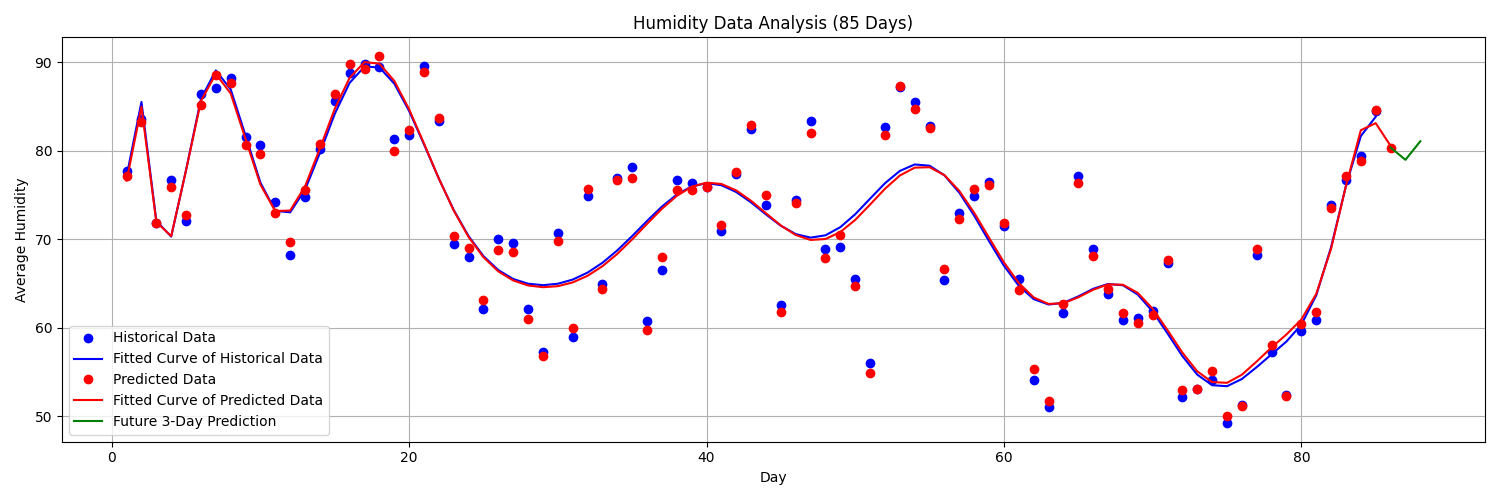 Humidity Data Analysis (85 Days)
Average Humidity
90
80
70
60
50
Historical Data
Fitted Curve of Historical Data
Predicted Data
Fitted Curve of Predicted Data
Future 3-Day Prediction
0 20 40 60 80
Day